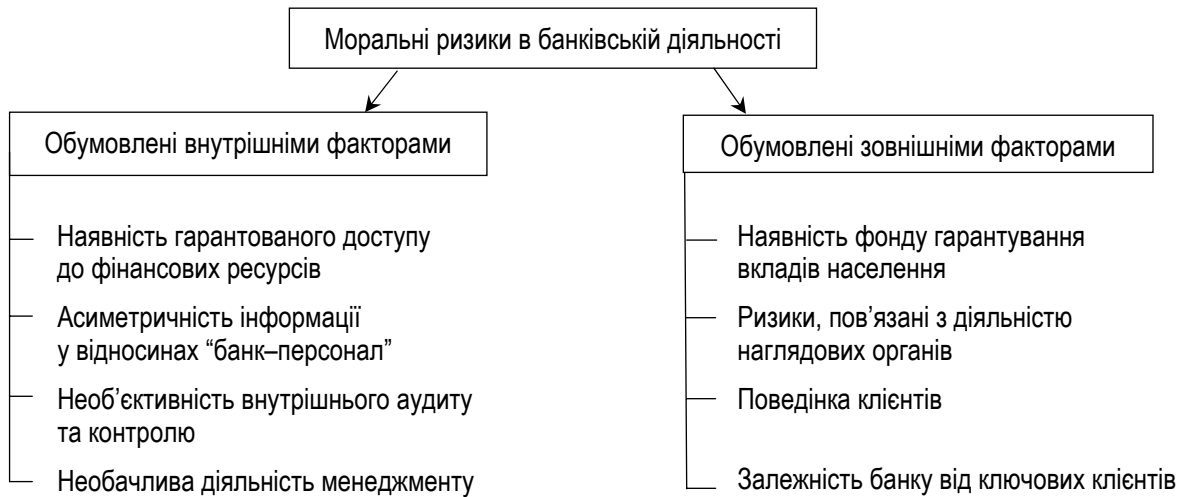 Моральні ризики в банківській діяльності
Обумовлені внутрішніми факторами
Наявність гарантованого доступу
до фінансових ресурсів
Асиметричність інформації
у відносинах “банк–персонал”
Необ’єктивність внутрішнього аудиту
та контролю
Необачлива діяльність менеджменту
Обумовлені зовнішніми факторами
Наявність фонду гарантування
вкладів населення
Ризики, пов’язані з діяльністю
наглядових органів
Поведінка клієнтів
Залежність банку від ключових клієнтів